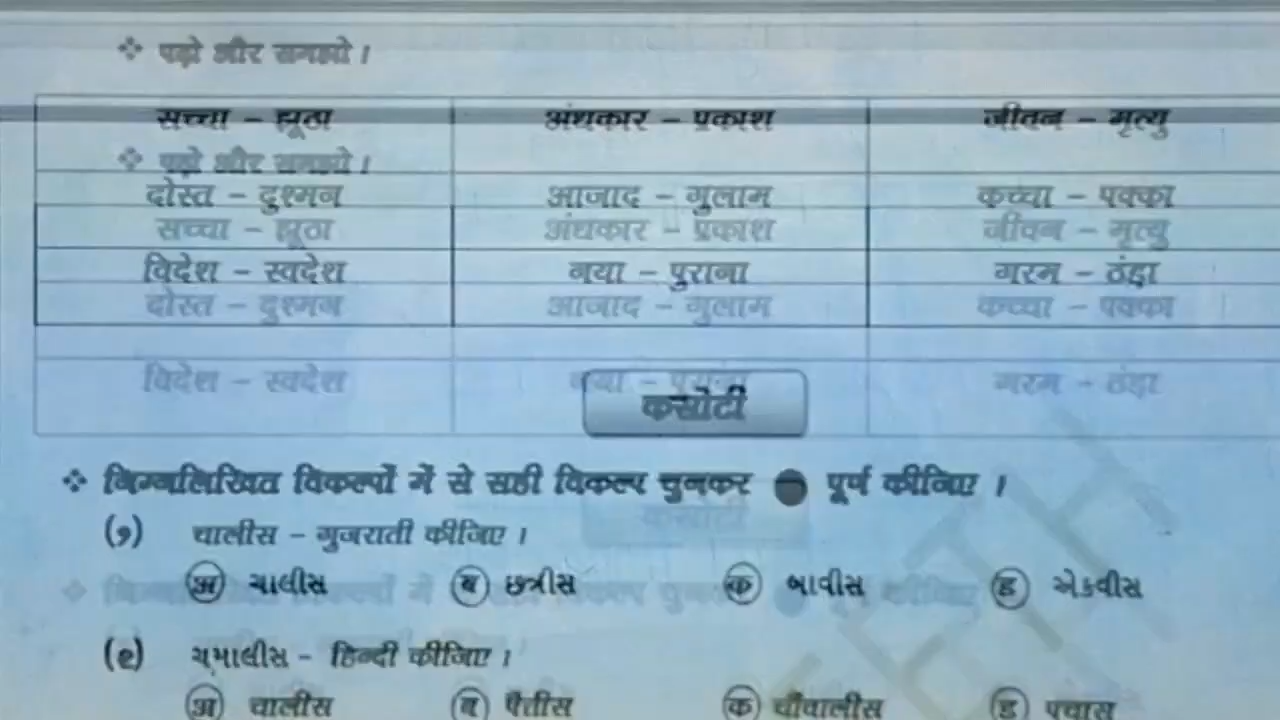 ❖ पढ़ो और समझो ।
सच्चा – झूठा अंधकार – प्रकाश जीवन – मृत्यु
दोस्त – दुश्मन आजाद – गुलाम कच्चा – पक्का
विदेश – स्वदेश नया – पुराना गरम – ठंडा
कसोटी
❖ निम्नलिखित विकल्पों में से सही विकल्प चुनकर ● पूर्ण कीजिए ।
(१) चालीस – गुजराती कीजिए ।
अ ચાલીસ ब છત્રીસ क બાવીસ ड એકવીસ
(२) ચુમાલીસ – हिन्दी कीजिए ।
अ चालीस ब पैंतीस क चौवालीस ड पचास